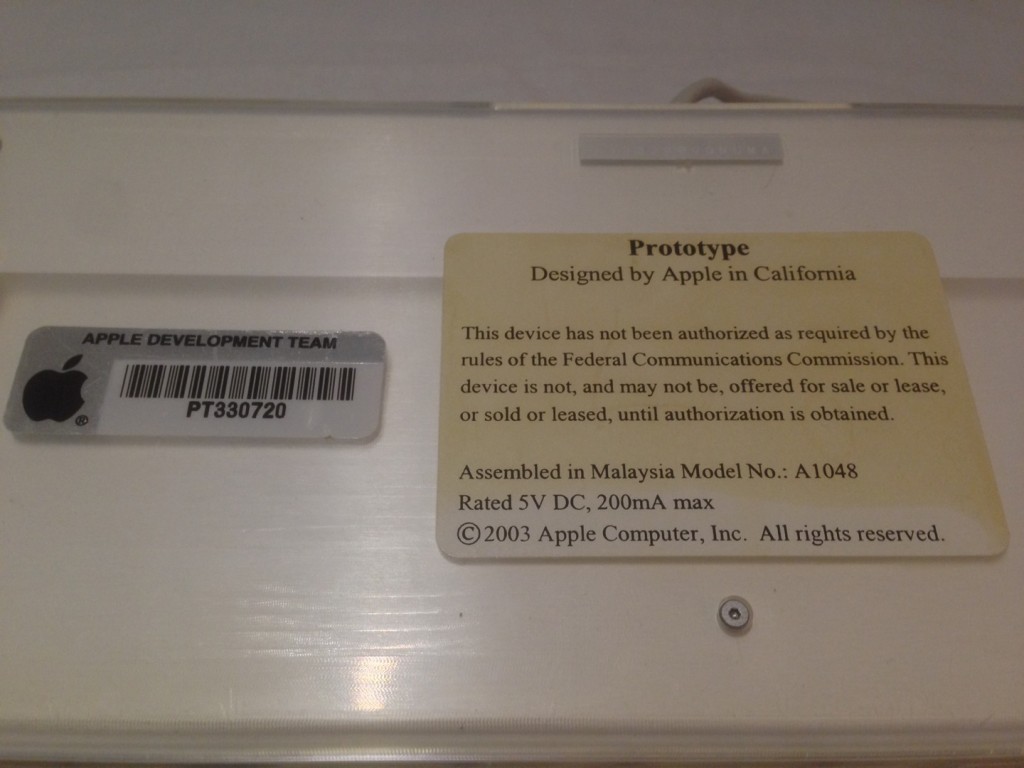 Prototype
Designed by Apple in California
This device has not been authorized as required by the
rules of the Federal Communications Commission. This
device is not, and may not be, offered for sale or lease,
or sold or leased, until authorization is obtained.
Assembled in Malaysia Model No.: A1048
Rated 5V DC, 200mA max
©2003 Apple Computer, Inc. All rights reserved.
APPLE DEVELOPMENT TEAM
®
PT330720